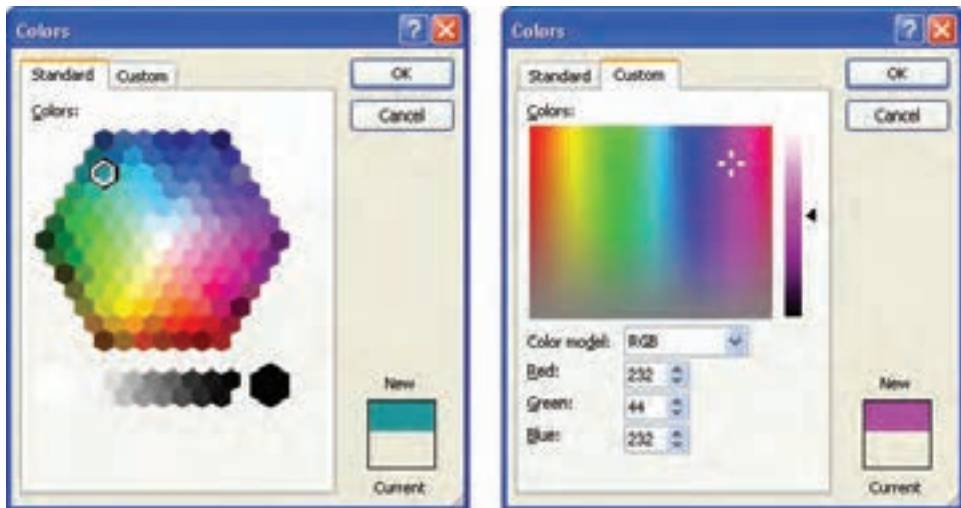 Colors
Standard Custom
OK
Cancel
Colors:
New
Current
Colors
Standard Custom
OK
Cancel
Colors:
Color model: RGB
Red: 232
Green: 44
Blue: 232
New
Current